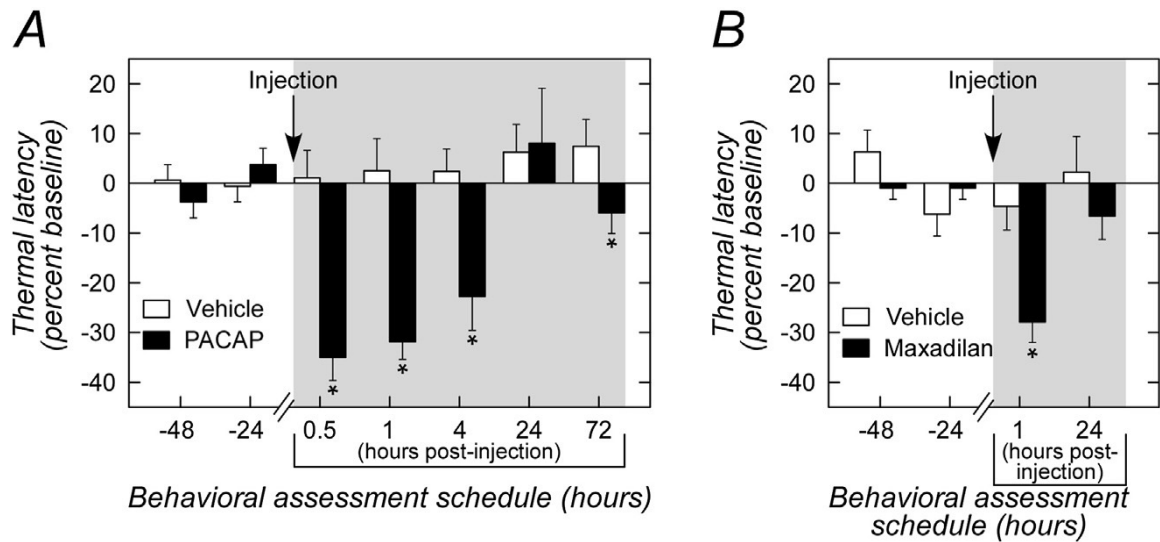 A
Thermal latency
(percent baseline)
20
10
0
-10
-20
-30
-40
Injection
Vehicle
PACAP
*
*
*
*
-48
-24
0.5
1
4
24
72
(hours post-injection)
Behavioral assessment schedule (hours)
B
Thermal latency
(percent baseline)
20
10
0
-10
-20
-30
-40
Injection
Vehicle
Maxadilan
*
-48
-24
1
24
(hours post-
injection)
Behavioral assessment
schedule (hours)